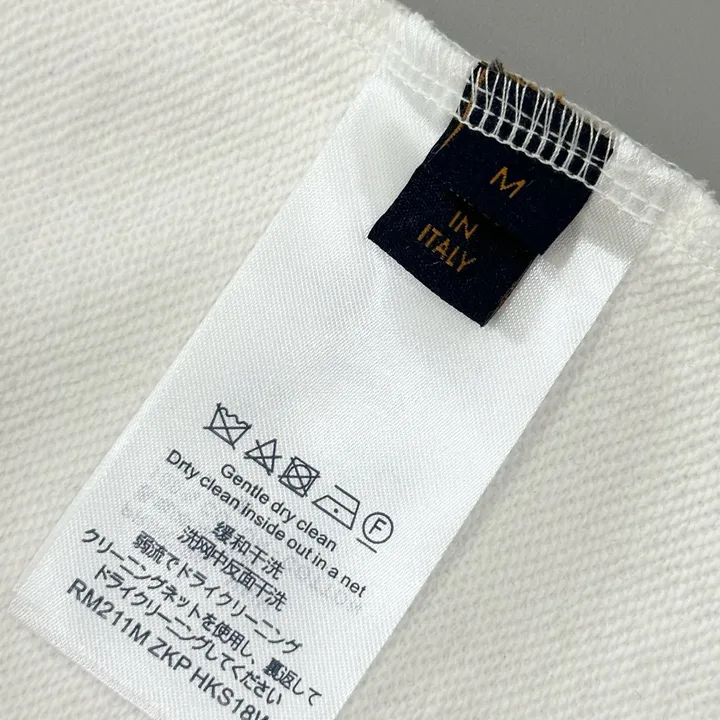 M
IN
ITALY
F
Gentle dry clean
Drty clean inside out in a net
缓和干洗
洗网中反面干洗
弱流でドライクリーニング
クリーニングネットを使用し、裏返して
ドライクリーニングしてください
RM211M ZKP HKS18W